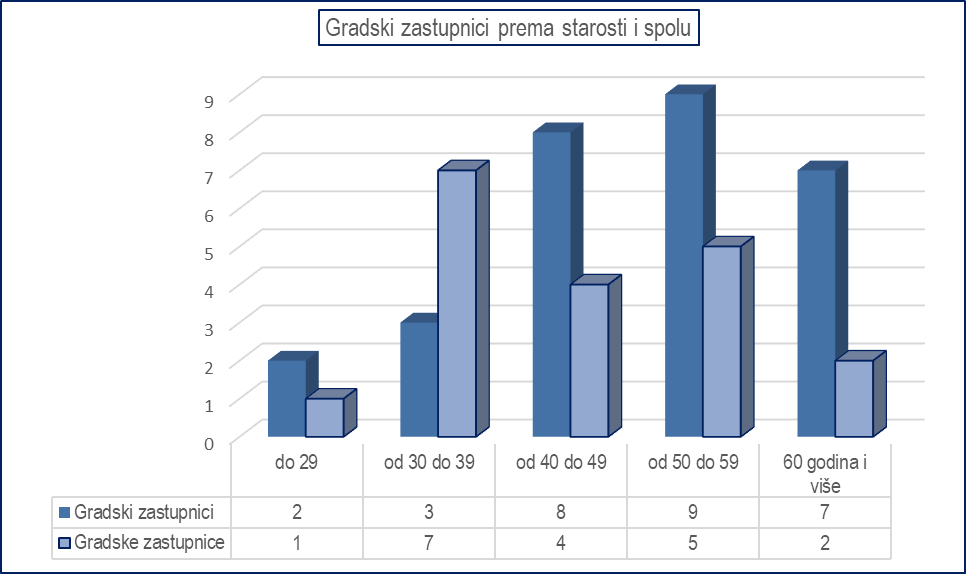 Gradski zastupnici prema starosti i spolu
9
8
7
6
5
4
3
2
1
0
do 29 od 30 do 39 od 40 do 49 od 50 do 59 60 godina i
više
Gradski zastupnici 2 3 8 9 7
Gradske zastupnice 1 7 4 5 2